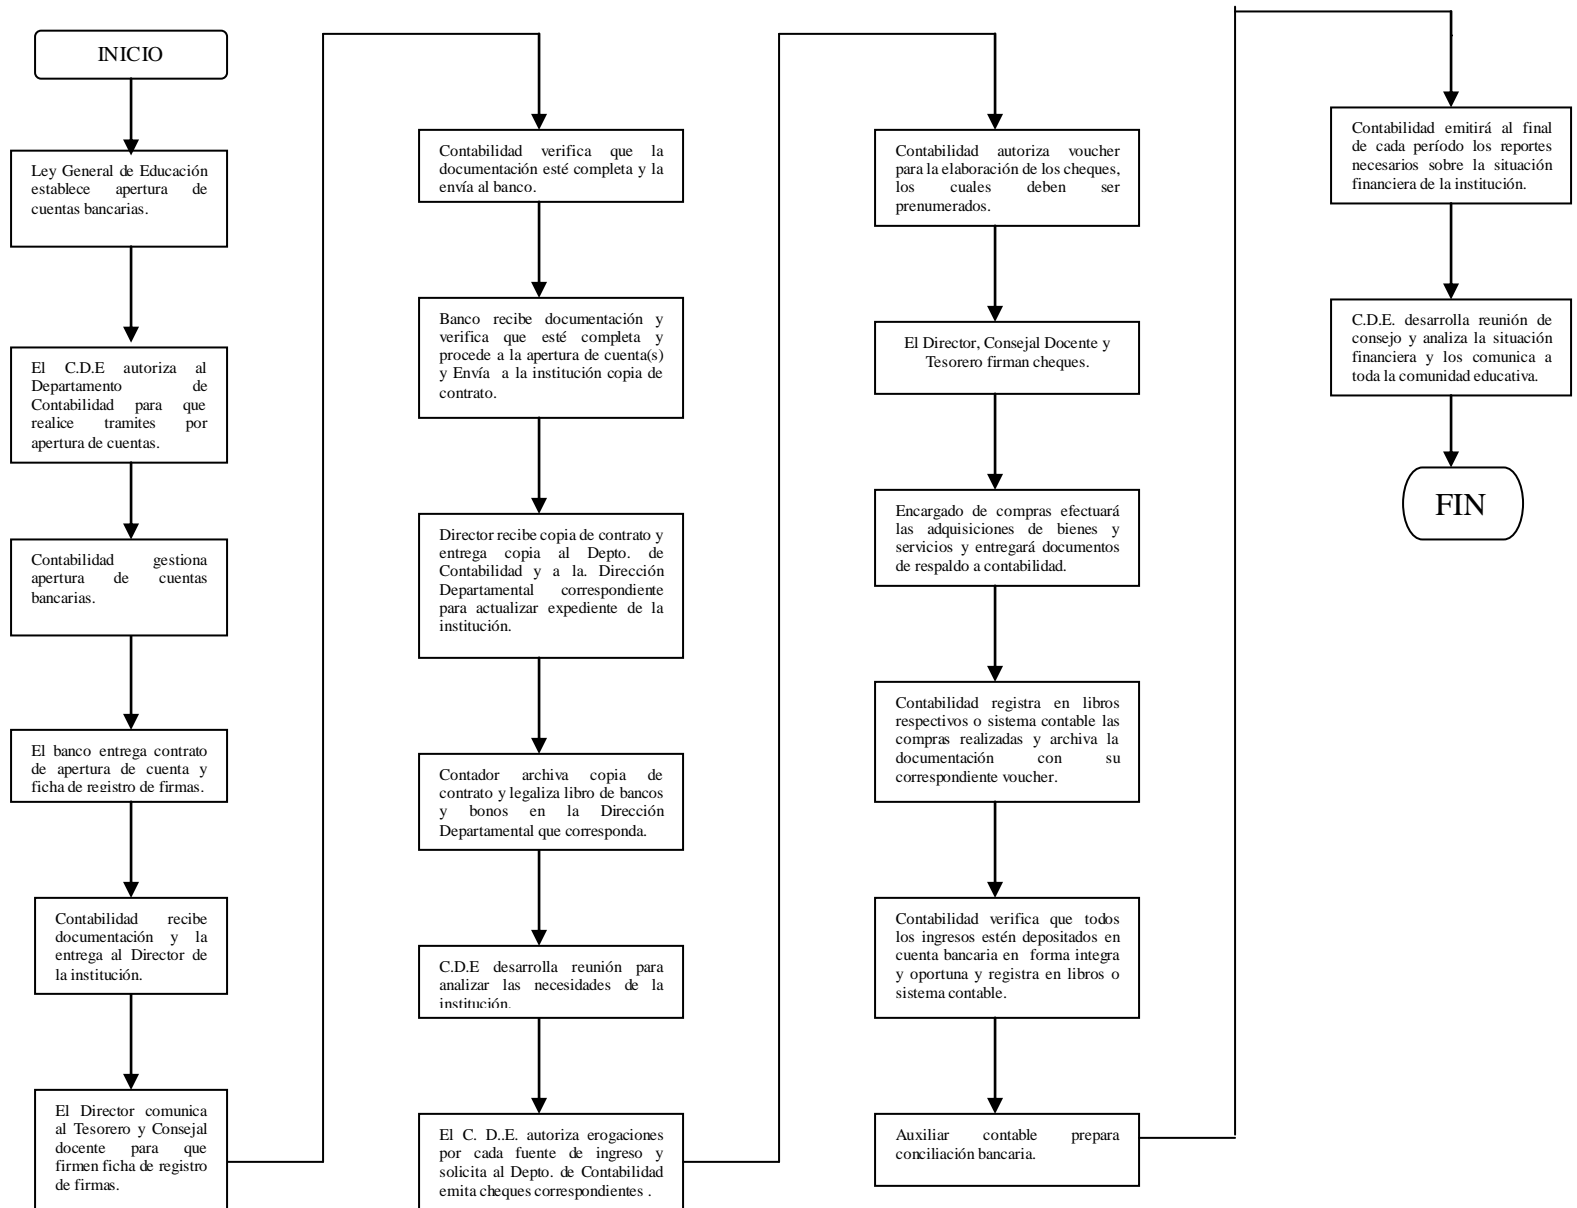 INICIO
Ley General de Educación
establece apertura de
cuentas bancarias.
El C.D.E autoriza al
Departamento de
Contabilidad para que
realice tramites por
apertura de cuentas.
Contabilidad gestiona
apertura de cuentas
bancarias.
El banco entrega contrato
de apertura de cuenta y
ficha de registro de firmas.
Contabilidad recibe
documentación y la
entrega al Director de
la institución.
El Director comunica
al Tesorero y Consejal
docente para que
firmen ficha de registro
de firmas.
Contabilidad verifica que la
documentación esté completa y la
envía al banco.
Banco recibe documentación y
verifica que esté completa y
procede a la apertura de cuenta(s)
y Envía a la institución copia de
contrato.
Director recibe copia de contrato y
entrega copia al Depto. de
Contabilidad y a la. Dirección
Departamental correspondiente
para actualizar expediente de la
institución.
Contador archiva copia de
contrato y legaliza libro de bancos
y bonos en la Dirección
Departamental que corresponda.
C.D.E desarrolla reunión para
analizar las necesidades de la
institución.
El C. D..E. autoriza erogaciones
por cada fuente de ingreso y
solicita al Depto. de Contabilidad
emita cheques correspondientes .
Contabilidad autoriza voucher
para la elaboración de los cheques,
los cuales deben ser
prenumerados.
El Director, Consejal Docente y
Tesorero firman cheques.
Encargado de compras efectuará
las adquisiciones de bienes y
servicios y entregará documentos
de respaldo a contabilidad.
Contabilidad registra en libros
respectivos o sistema contable las
compras realizadas y archiva la
documentación con su
correspondiente voucher.
Contabilidad verifica que todos
los ingresos estén depositados en
cuenta bancaria en forma integra
y oportuna y registra en libros o
sistema contable.
Auxiliar contable prepara
conciliación bancaria.
Contabilidad emitirá al final
de cada período los reportes
necesarios sobre la situación
financiera de la institución.
C.D.E. desarrolla reunión de
consejo y analiza la situación
financiera y los comunica a
toda la comunidad educativa.
FIN